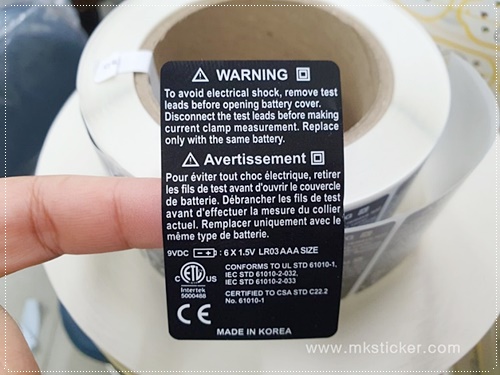 WARNING
To avoid electrical shock, remove test
leads before opening battery cover.
Disconnect the test leads before making
current clamp measurement. Replace
only with the same battery.
Avertissement
Pour éviter tout choc électrique, retirer
les fils de test avant d'ouvrir le couvercle
de batterie. Débrancher les fils de test
avant d'effectuer la mesure du collier
actuel. Remplacer uniquement avec le
même type de batterie.
9VDC : 6 X 1.5V LR03 AAA SIZE
CONFORMS TO UL STD 61010-1,
IEC STD 61010-2-032,
IEC STD 61010-2-033
C ETL US
Intertek
5000488
CERTIFIED TO CSA STD C22.2
No. 61010-1
CE
MADE IN KOREA
www.mksticker.com